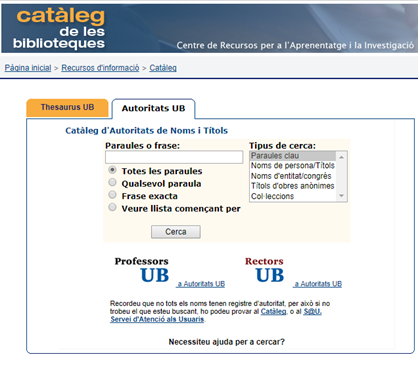 catàleg
de les
biblioteques
Centre de Recursos per a l'Aprenentatge i la Investigació
Pàgina inicial > Recursos d'informació > Catàleg
Thesaurus UB
Autoritats UB
Catàleg d'Autoritats de Noms i Títols
Paraules o frase:
Tipus de cerca:
Paraules clau
Noms de persona/Títols
Noms d'entitat/congrés
Títols d'obres anònimes
Col·leccions
Totes les paraules
Qualsevol paraula
Frase exacta
Veure llista començant per
Cerca
Professors
UB a Autoritats UB
Rectors
UB a Autoritats UB
Recordeu que no tots els noms tenen registre d'autoritat, per això si no
trobeu el que esteu buscant, ho podeu provar al Catàleg, o al S@U,
Servei d'Atenció als Usuaris.
Necessiteu ajuda per a cercar?